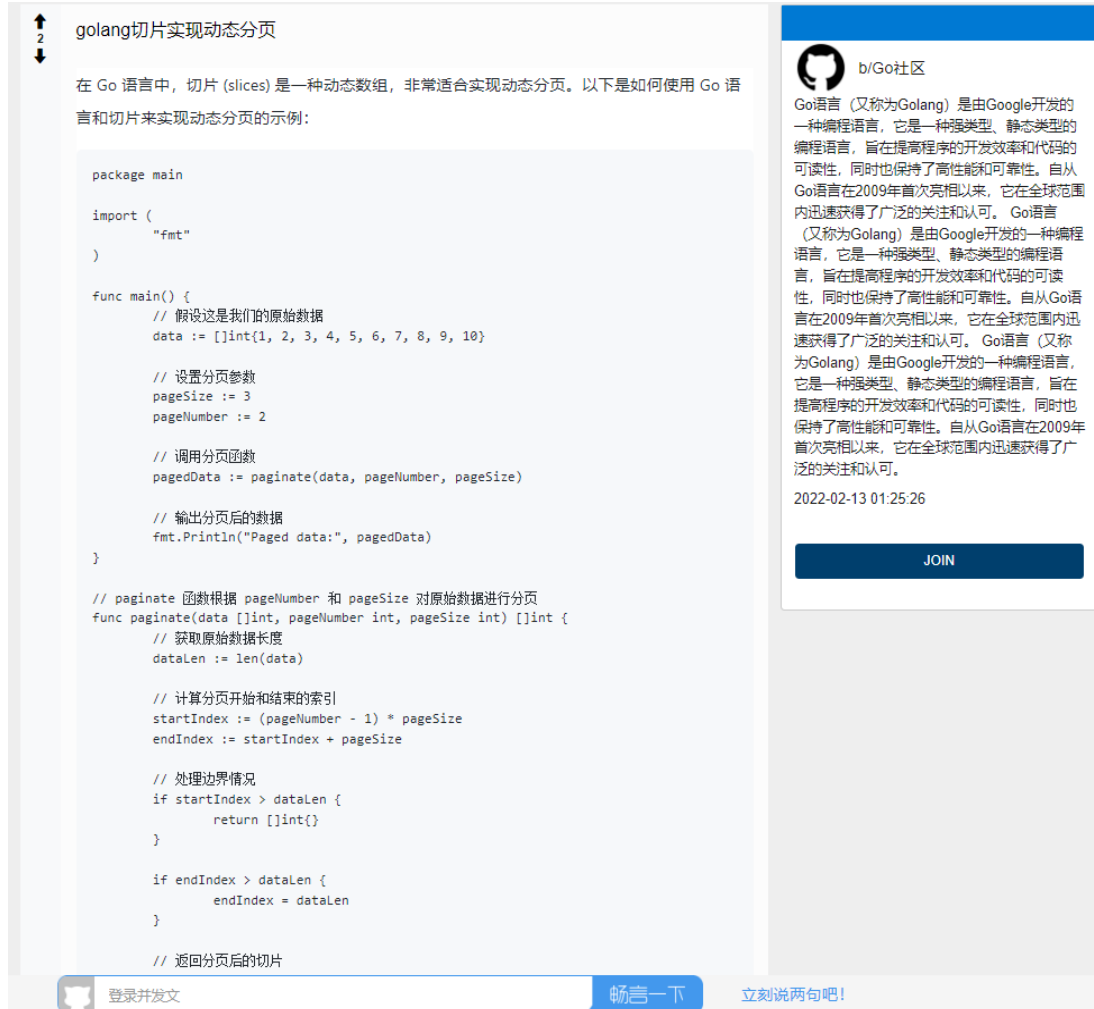 2
golang切片实现动态分页
在 Go 语言中，切片 (slices) 是一种动态数组，非常适合实现动态分页。以下是如何使用 Go 语
言和切片来实现动态分页的示例：
package main
import (
"fmt"
)
func main() {
// 假设这是我们的原始数据
data := []int{1, 2, 3, 4, 5, 6, 7, 8, 9, 10}
// 设置分页参数
pageSize := 3
pageNumber := 2
// 调用分页函数
pagedData := paginate(data, pageNumber, pageSize)
// 输出分页后的数据
fmt.Println("Paged data:", pagedData)
}
// paginate 函数根据 pageNumber 和 pageSize 对原始数据进行分页
func paginate(data []int, pageNumber int, pageSize int) []int {
// 获取原始数据长度
dataLen := len(data)
// 计算分页开始和结束的索引
startIndex := (pageNumber - 1) * pageSize
endIndex := startIndex + pageSize
// 处理边界情况
if startIndex > dataLen {
return []int{}
}
if endIndex > dataLen {
endIndex = dataLen
}
// 返回分页后的切片
b/Go社区
Go语言（又称为Golang）是由Google开发的
一种编程语言，它是一种强类型、静态类型的
编程语言，旨在提高程序的开发效率和代码的
可读性，同时也保持了高性能和可靠性。自从
Go语言在2009年首次亮相以来，它在全球范围
内迅速获得了广泛的关注和认可。 Go语言
（又称为Golang）是由Google开发的一种编程
语言，它是一种强类型、静态类型的编程语
言，旨在提高程序的开发效率和代码的可读
性，同时也保持了高性能和可靠性。自从Go语
言在2009年首次亮相以来，它在全球范围内迅
速获得了广泛的关注和认可。 Go语言（又称
为Golang）是由Google开发的一种编程语言，
它是一种强类型、静态类型的编程语言，旨在
提高程序的开发效率和代码的可读性，同时也
保持了高性能和可靠性。自从Go语言在2009年
首次亮相以来，它在全球范围内迅速获得了广
泛的关注和认可。
2022-02-13 01:25:26
JOIN
登录并发文
畅言一下
立刻说两句吧！